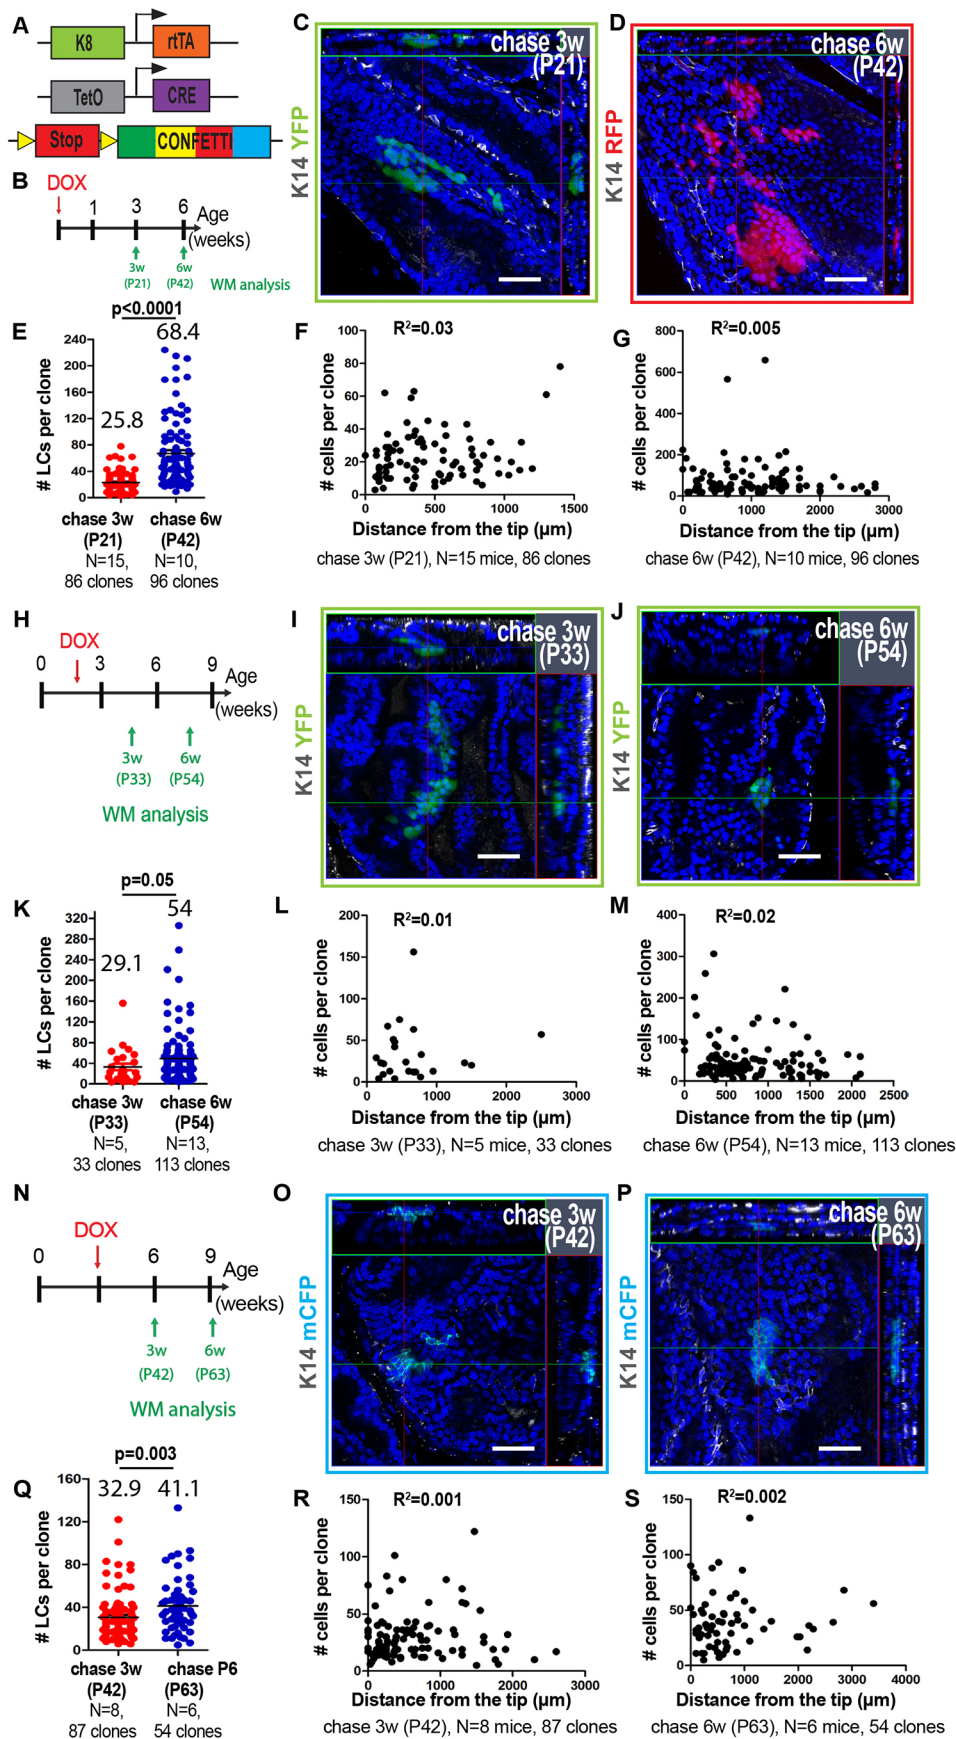 A
K8
rtTA
TetO
CRE
Stop
CONFETTI
B
DOX
1
3
6
Age
(weeks)
3w
(P21)
6w
(P42)
WM analysis
C
chase 3w
(P21)
K14 YFP
D
chase 6w
(P42)
K14 RFP
E
p<0.0001
68.4
25.8
# LCs per clone
240
200
160
120
80
40
0
chase 3w
(P21)
N=15,
86 clones
chase 6w
(P42)
N=10,
96 clones
F
R²=0.03
# cells per clone
100
80
60
40
20
0
0
500
1000
1500
Distance from the tip (µm)
chase 3w (P21), N=15 mice, 86 clones
G
R²=0.005
# cells per clone
800
600
400
200
0
0
1000
2000
3000
Distance from the tip (µm)
chase 6w (P42), N=10 mice, 96 clones
H
DOX
0
3
6
9
Age
(weeks)
3w
(P33)
6w
(P54)
WM analysis
I
chase 3w
(P33)
K14 YFP
J
chase 6w
(P54)
K14 YFP
K
p=0.05
54
29.1
# LCs per clone
320
280
240
200
160
120
80
40
0
chase 3w
(P33)
N=5,
33 clones
chase 6w
(P54)
N=13,
113 clones
L
R²=0.01
# cells per clone
200
150
100
50
0
0
1000
2000
3000
Distance from the tip (µm)
chase 3w (P33), N=5 mice, 33 clones
M
R²=0.02
# cells per clone
400
300
200
100
0
0
500
1000
1500
2000
2500
Distance from the tip (µm)
chase 6w (P54), N=13 mice, 113 clones
N
DOX
0
6
9
Age
(weeks)
3w
(P42)
6w
(P63)
WM analysis
O
chase 3w
(P42)
K14 mCFP
P
chase 6w
(P63)
K14 mCFP
Q
p=0.003
32.9
41.1
# LCs per clone
160
120
80
40
0
chase 3w
(P42)
N=8,
87 clones
chase P6
(P63)
N=6,
54 clones
R
R²=0.001
# cells per clone
150
100
50
0
0
1000
2000
3000
Distance from the tip (µm)
chase 3w (P42), N=8 mice, 87 clones
S
R²=0.002
# cells per clone
150
100
50
0
0
1000
2000
3000
4000
Distance from the tip (µm)
chase 6w (P63), N=6 mice, 54 clones